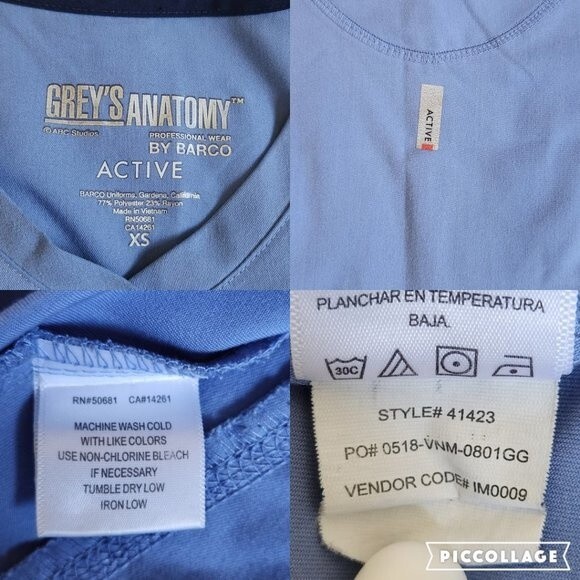 GREY'S ANATOMY™
© ABC Studios
PROFESSIONAL WEAR
BY BARCO
ACTIVE
BARCO Uniforms, Gardena, California
77% Polyester 23% Rayon
Made in Vietnam
RN50681
CA14261
XS
ACTIVE
RN#50681 CA#14261
MACHINE WASH COLD
WITH LIKE COLORS
USE NON-CHLORINE BLEACH
IF NECESSARY
TUMBLE DRY LOW
IRON LOW
PLANCHAR EN TEMPERATURA
BAJA.
30C
STYLE# 41423
PO# 0518-VNM-0801GG
VENDOR CODE# IM0009
PICCOLLAGE